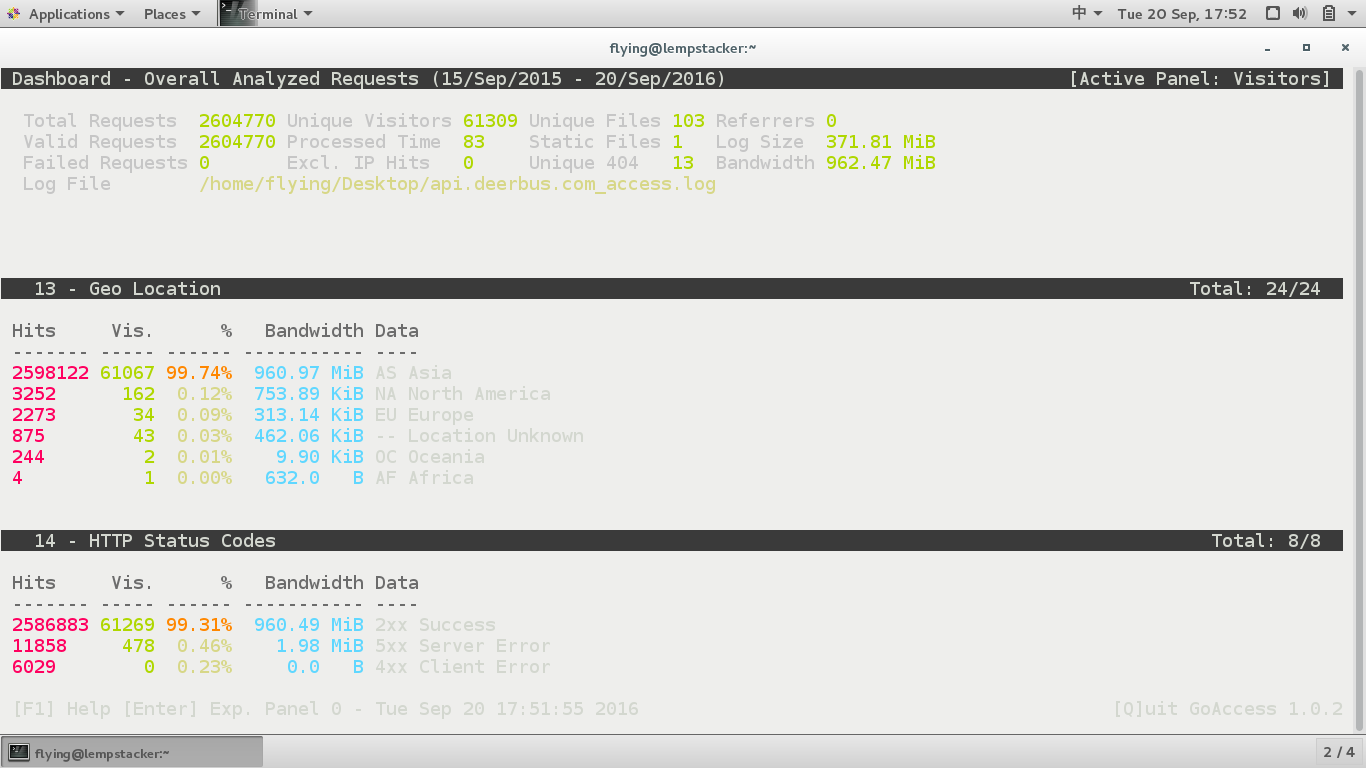 Applications Places Terminal 中 Tue 20 Sep, 17:52
flying@lempstacker:~
Dashboard - Overall Analyzed Requests (15/Sep/2015 - 20/Sep/2016) [Active Panel: Visitors]
Total Requests 2604770 Unique Visitors 61309 Unique Files 103 Referrers 0
Valid Requests 2604770 Processed Time 83 Static Files 1 Log Size 371.81 MiB
Failed Requests 0 Excl. IP Hits 0 Unique 404 13 Bandwidth 962.47 MiB
Log File /home/flying/Desktop/api.deerbus.com_access.log
13 - Geo Location Total: 24/24
Hits Vis. % Bandwidth Data
------- ----- ------ ----------- ----
2598122 61067 99.74% 960.97 MiB AS Asia
3252 162 0.12% 753.89 KiB NA North America
2273 34 0.09% 313.14 KiB EU Europe
875 43 0.03% 462.06 KiB -- Location Unknown
244 2 0.01% 9.90 KiB OC Oceania
4 1 0.00% 632.0 B AF Africa
14 - HTTP Status Codes Total: 8/8
Hits Vis. % Bandwidth Data
------- ----- ------ ----------- ----
2586883 61269 99.31% 960.49 MiB 2xx Success
11858 478 0.46% 1.98 MiB 5xx Server Error
6029 0 0.23% 0.0 B 4xx Client Error
[F1] Help [Enter] Exp. Panel 0 - Tue Sep 20 17:51:55 2016 [Q]uit GoAccess 1.0.2
flying@lempstacker:~ 2 / 4